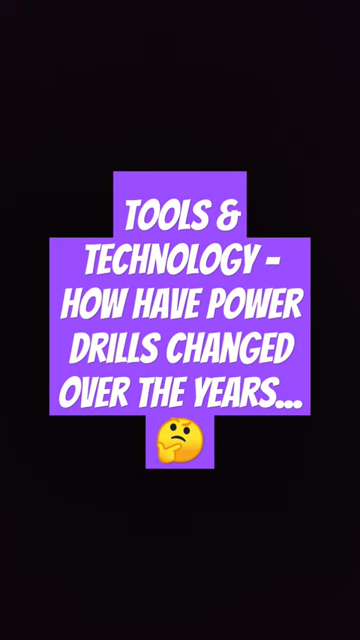 TOOLS &
TECHNOLOGY -
HOW HAVE POWER
DRILLS CHANGED
OVER THE YEARS...
🤔